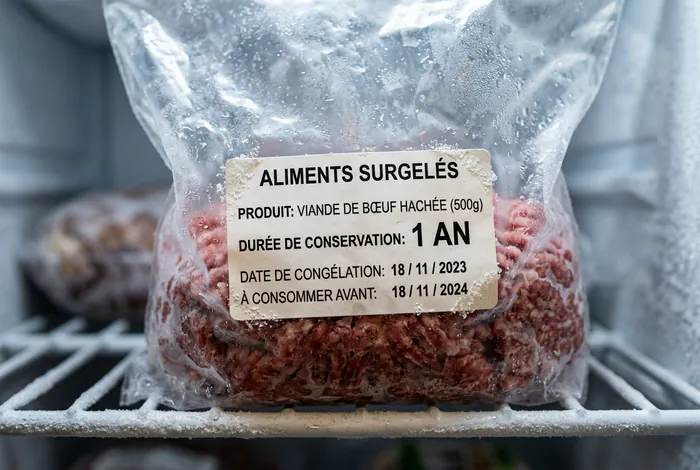 ALIMENTS SURGELÉS
PRODUIT: VIANDE DE BŒUF HACHÉE (500g)
DURÉE DE CONSERVATION: 1 AN
DATE DE CONGÉLATION: 18 / 11 / 2023
À CONSOMMER AVANT: 18 / 11 / 2024